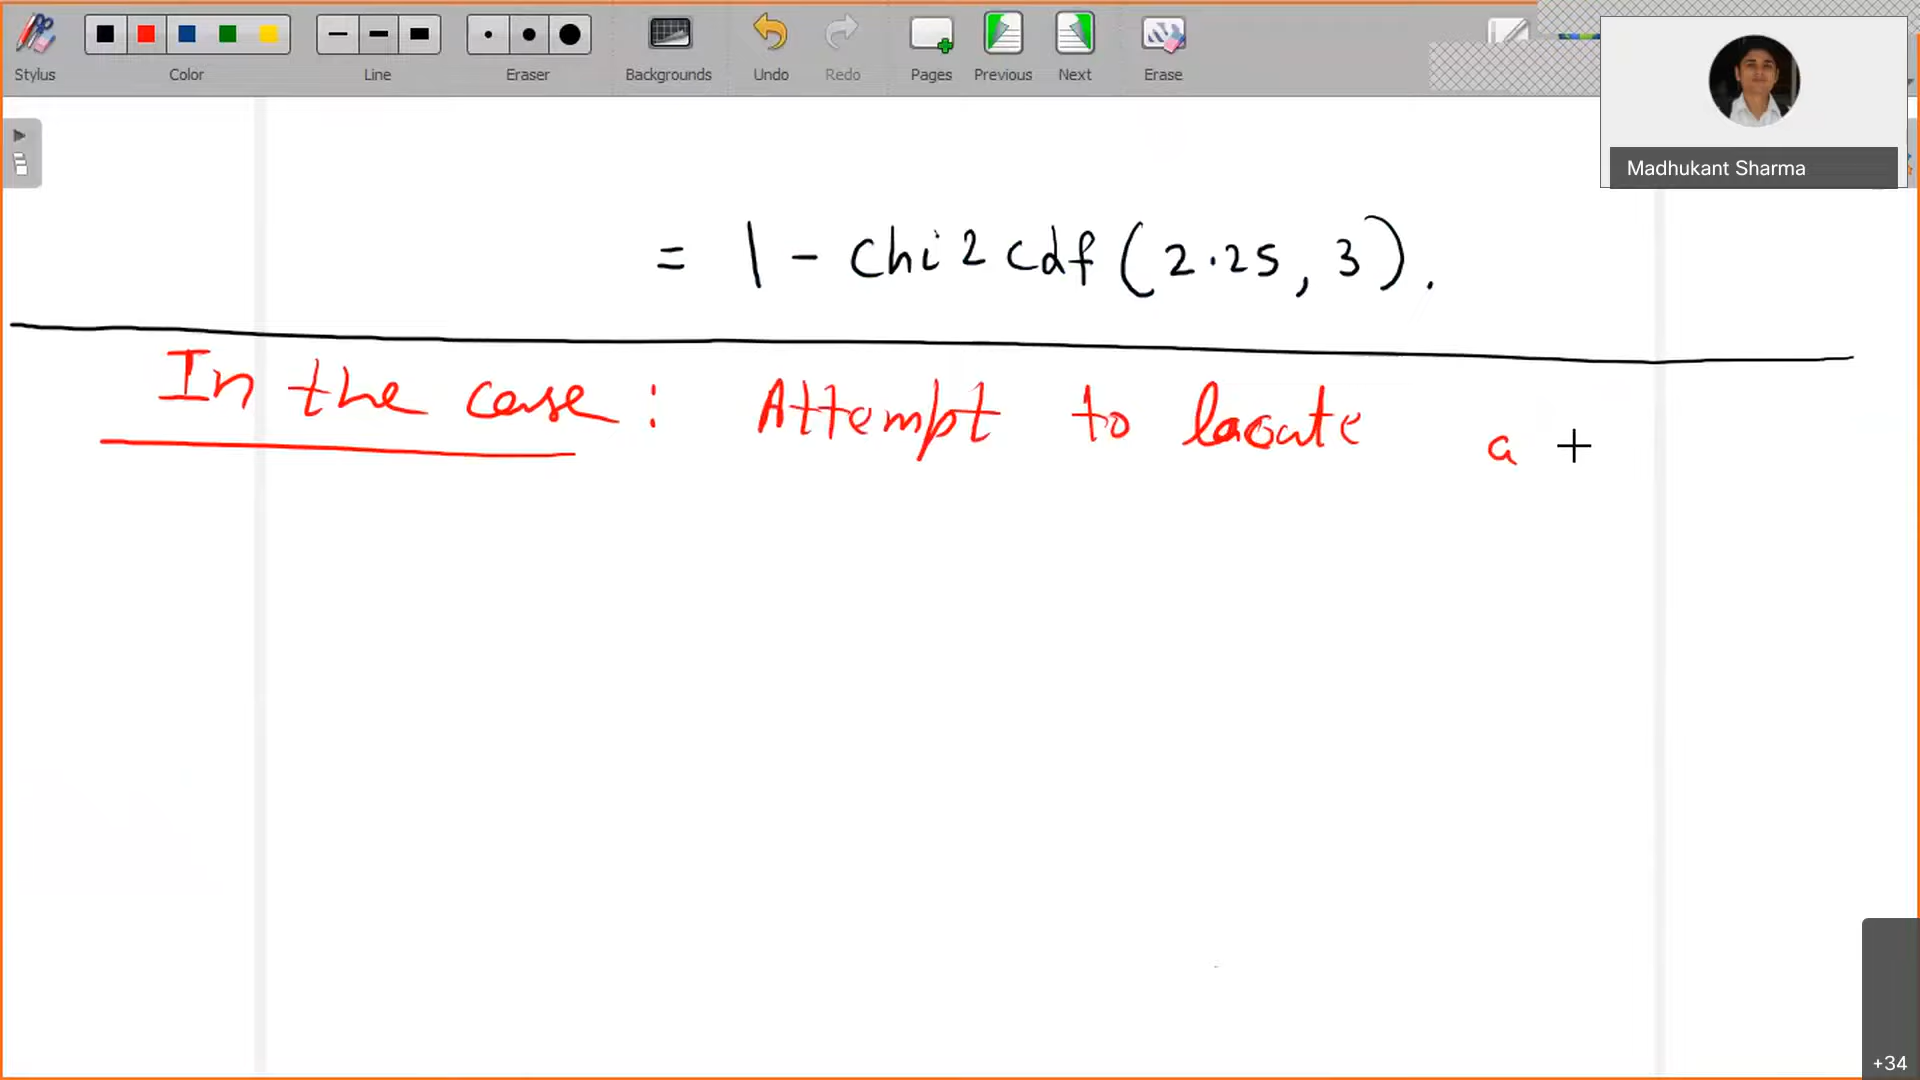 Stylus
Color
Line
Eraser
Backgrounds
Undo
Redo
Pages
Previous
Next
Erase
Madhukant Sharma
= 1 - chi2cdf(2.25, 3).
In the case : Attempt to locate a
+34